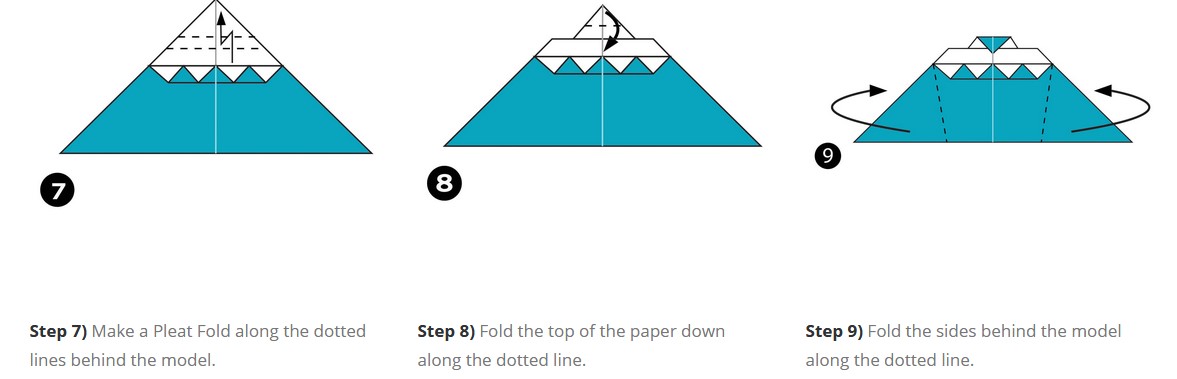 7
8
9
Step 7) Make a Pleat Fold along the dotted
lines behind the model.
Step 8) Fold the top of the paper down
along the dotted line.
Step 9) Fold the sides behind the model
along the dotted line.